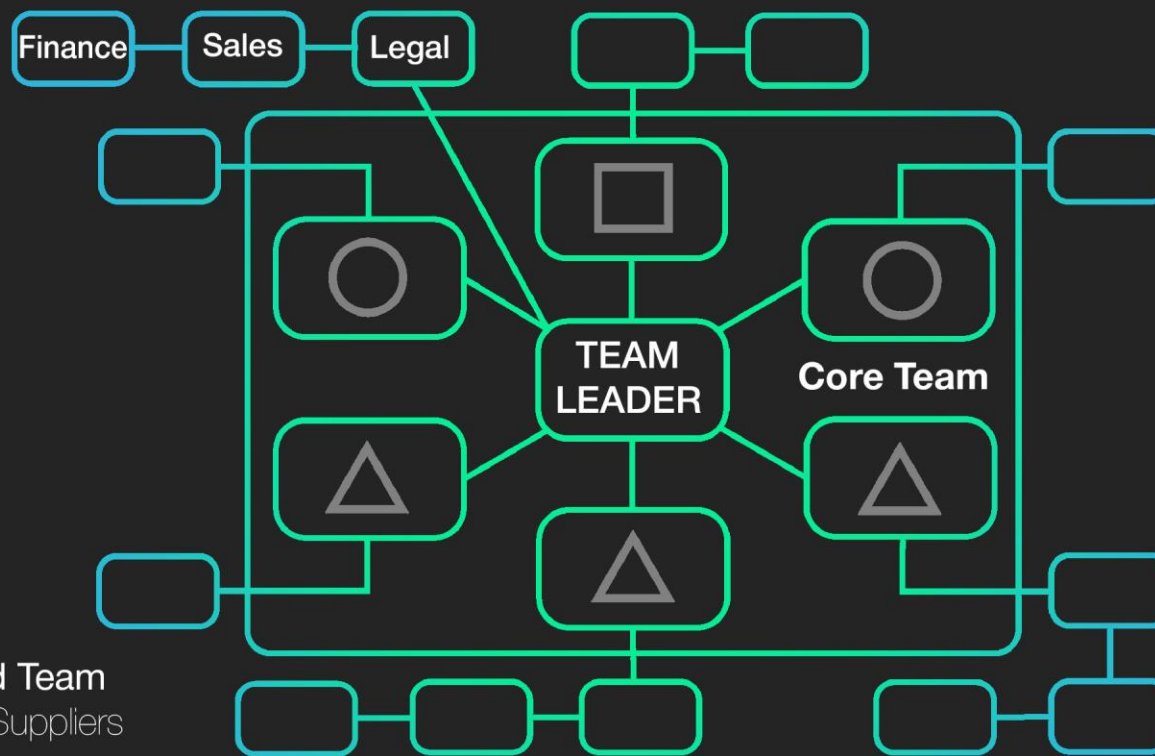 Finance
Sales
Legal
TEAM
LEADER
Core Team
Team
Suppliers